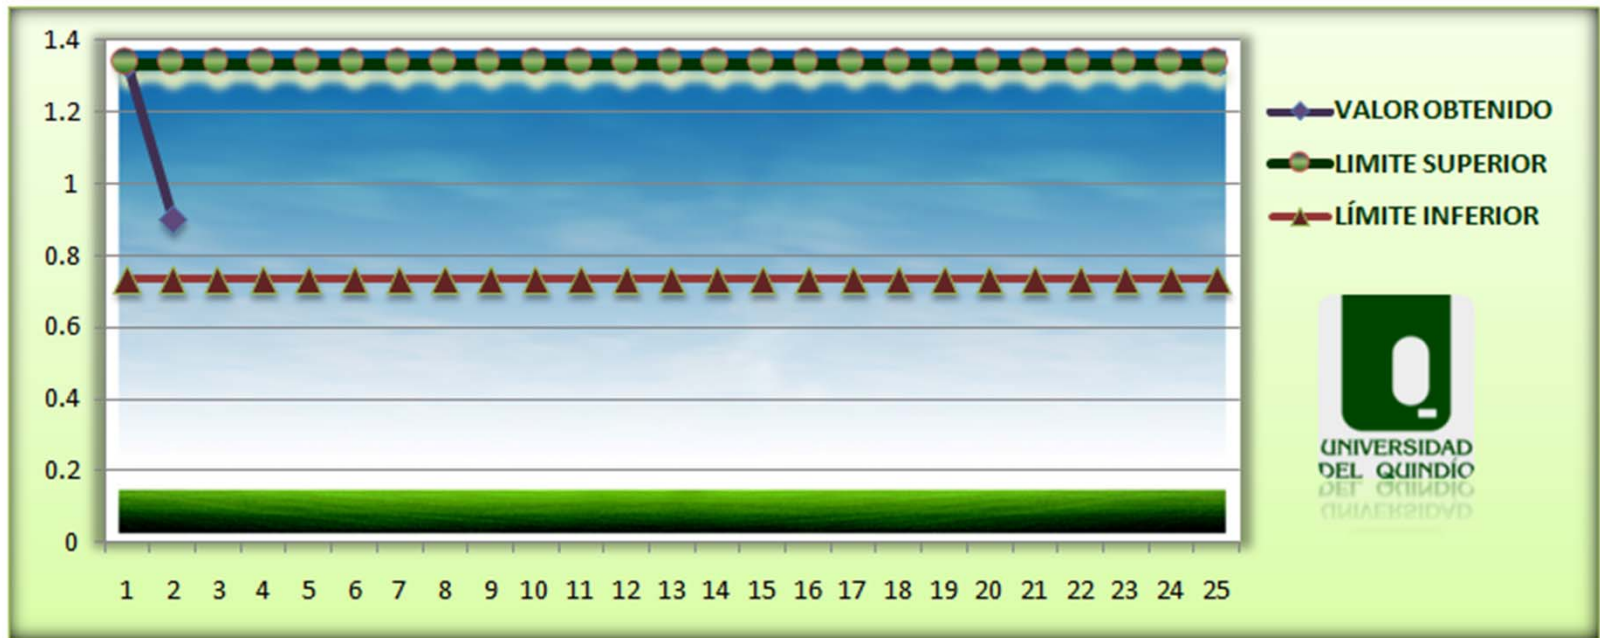 1.4
1.2
1
0.8
0.6
0.4
0.2
0
1 2 3 4 5 6 7 8 9 10 11 12 13 14 15 16 17 18 19 20 21 22 23 24 25
VALOR OBTENIDO
LIMITE SUPERIOR
LÍMITE INFERIOR
UNIVERSIDAD
DEL QUINDÍO